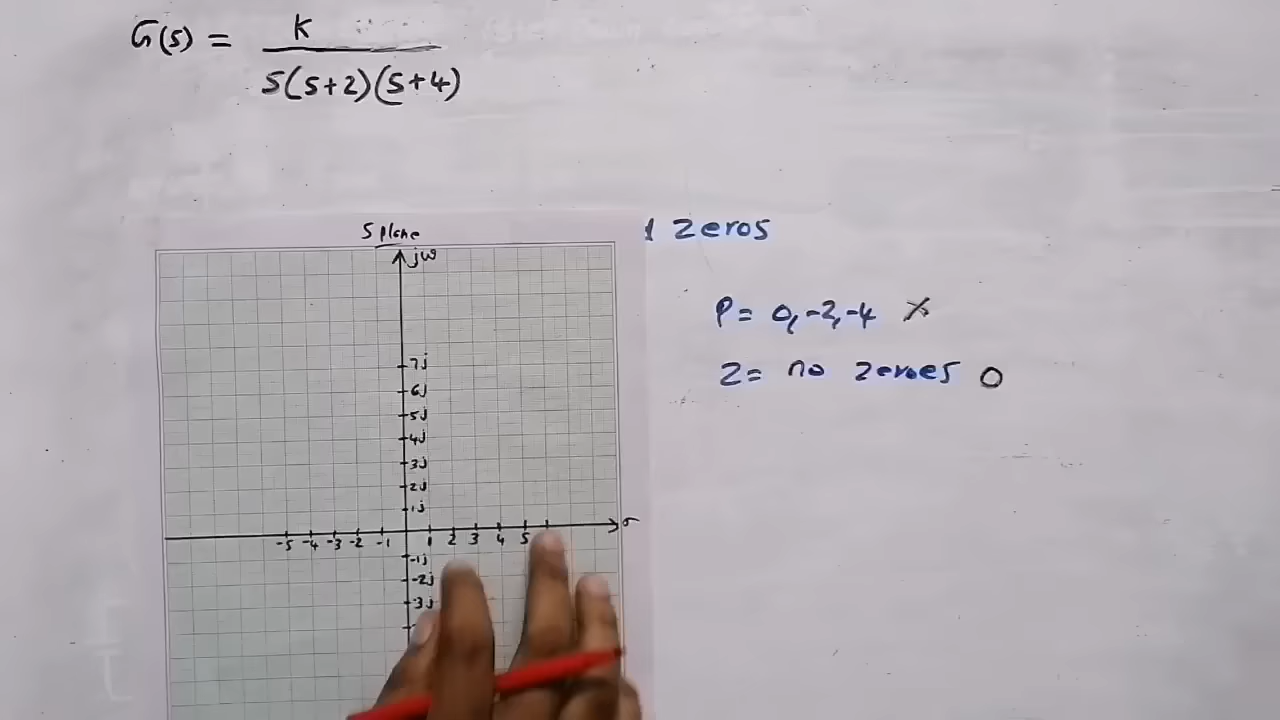 G(s) = K
s(s+2)(s+4)
S plane
jω
Zeros
P= 0,-2,-4 ×
Z= no zeroes O
7j
6j
5j
4j
3j
2j
1j
σ
-5 -4 -3 -2 -1 1 2 3 4 5
-1j
-2j
-3j